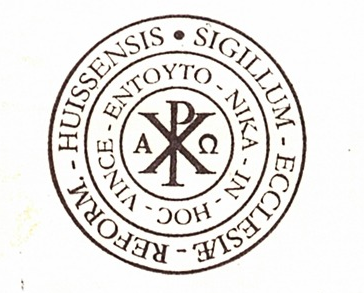 SIGILLUM - ECCLESIÆ - REFORM. - HUISSENSIS •
ENTOYTO - NIKA - IN - HOC - VINCE -
Α ☧ Ω